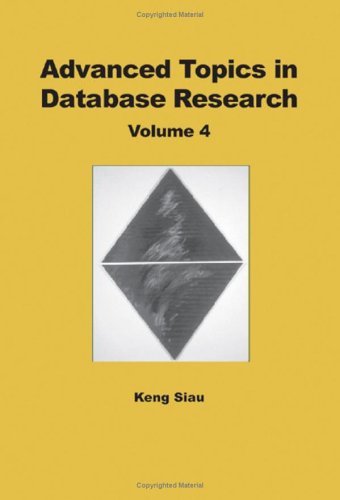 Copyrighted Material
Advanced Topics in
Database Research
Volume 4
Keng Siau
Copyrighted Material